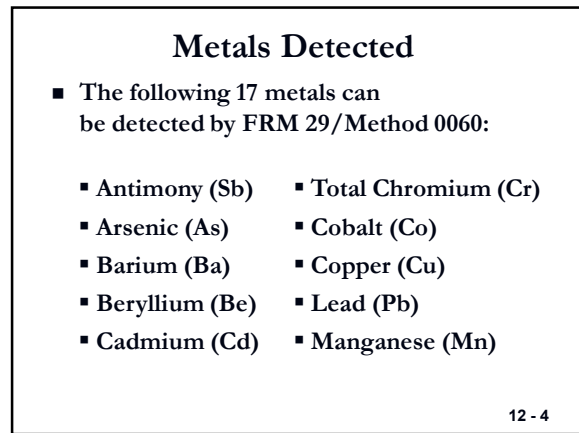 Metals Detected
■ The following 17 metals can
be detected by FRM 29/Method 0060:
▪ Antimony (Sb)
▪ Arsenic (As)
▪ Barium (Ba)
▪ Beryllium (Be)
▪ Cadmium (Cd)
▪ Total Chromium (Cr)
▪ Cobalt (Co)
▪ Copper (Cu)
▪ Lead (Pb)
▪ Manganese (Mn)
12 - 4